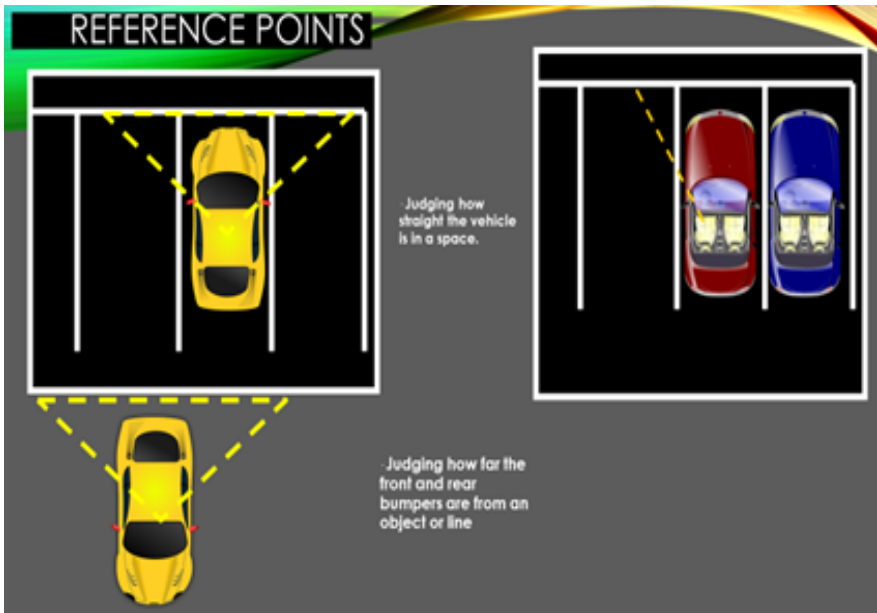 REFERENCE POINTS
·Judging how
straight the vehicle
is in a space.
·Judging how far the
front and rear
bumpers are from an
object or line